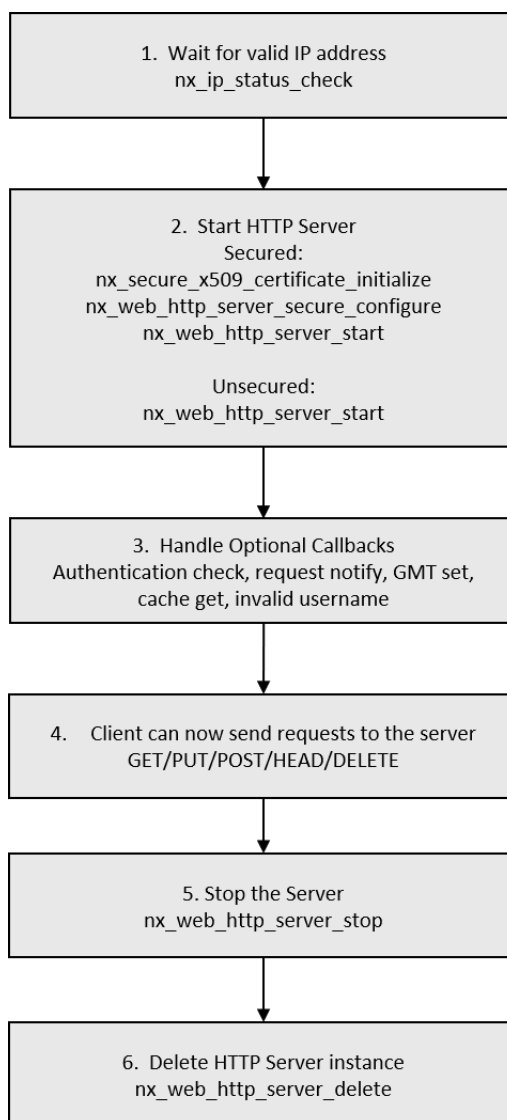 1. Wait for valid IP address
nx_ip_status_check
2. Start HTTP Server
Secured:
nx_secure_x509_certificate_initialize
nx_web_http_server_secure_configure
nx_web_http_server_start
Unsecured:
nx_web_http_server_start
3. Handle Optional Callbacks
Authentication check, request notify, GMT set,
cache get, invalid username
4. Client can now send requests to the server
GET/PUT/POST/HEAD/DELETE
5. Stop the Server
nx_web_http_server_stop
6. Delete HTTP Server instance
nx_web_http_server_delete